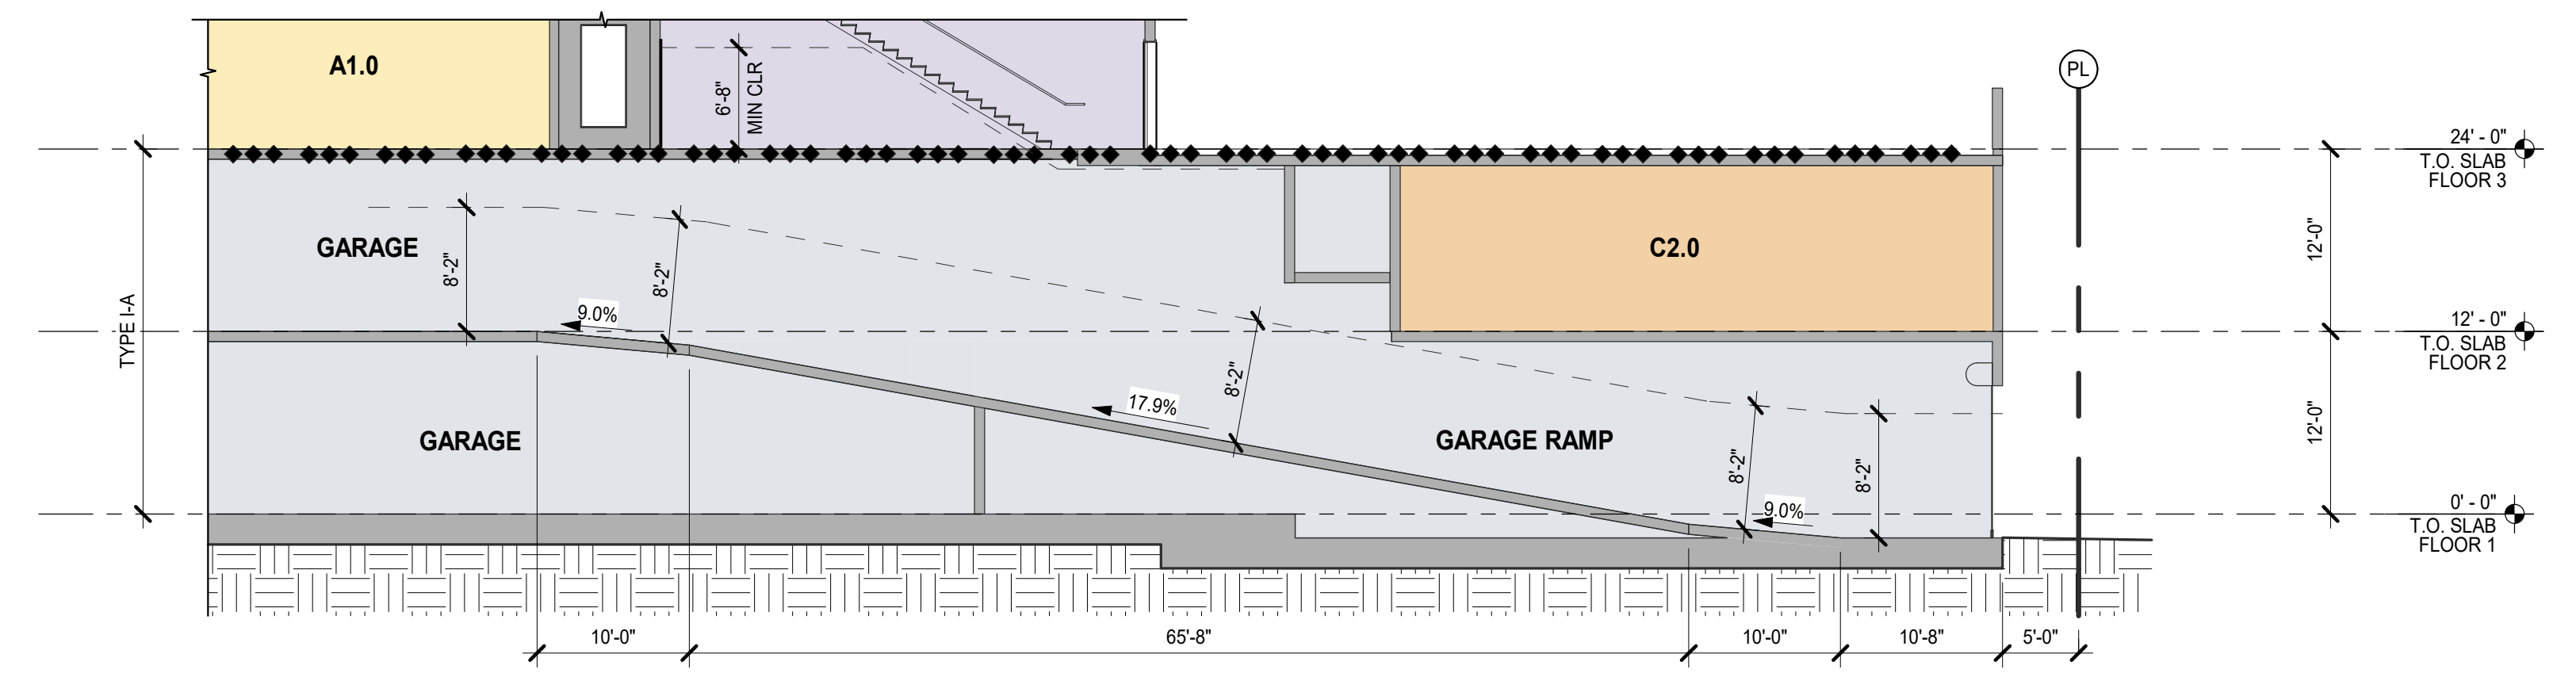 A1.0
6'-8"
MIN CLR
PL
24' - 0"
T.O. SLAB
FLOOR 3
GARAGE
8'-2"
8'-2"
C2.0
12'-0"
TYPE I-A
9.0%
12' - 0"
T.O. SLAB
FLOOR 2
8'-2"
17.9%
GARAGE
GARAGE RAMP
8'-2"
8'-2"
12'-0"
9.0%
0' - 0"
T.O. SLAB
FLOOR 1
10'-0"
65'-8"
10'-0"
10'-8"
5'-0"